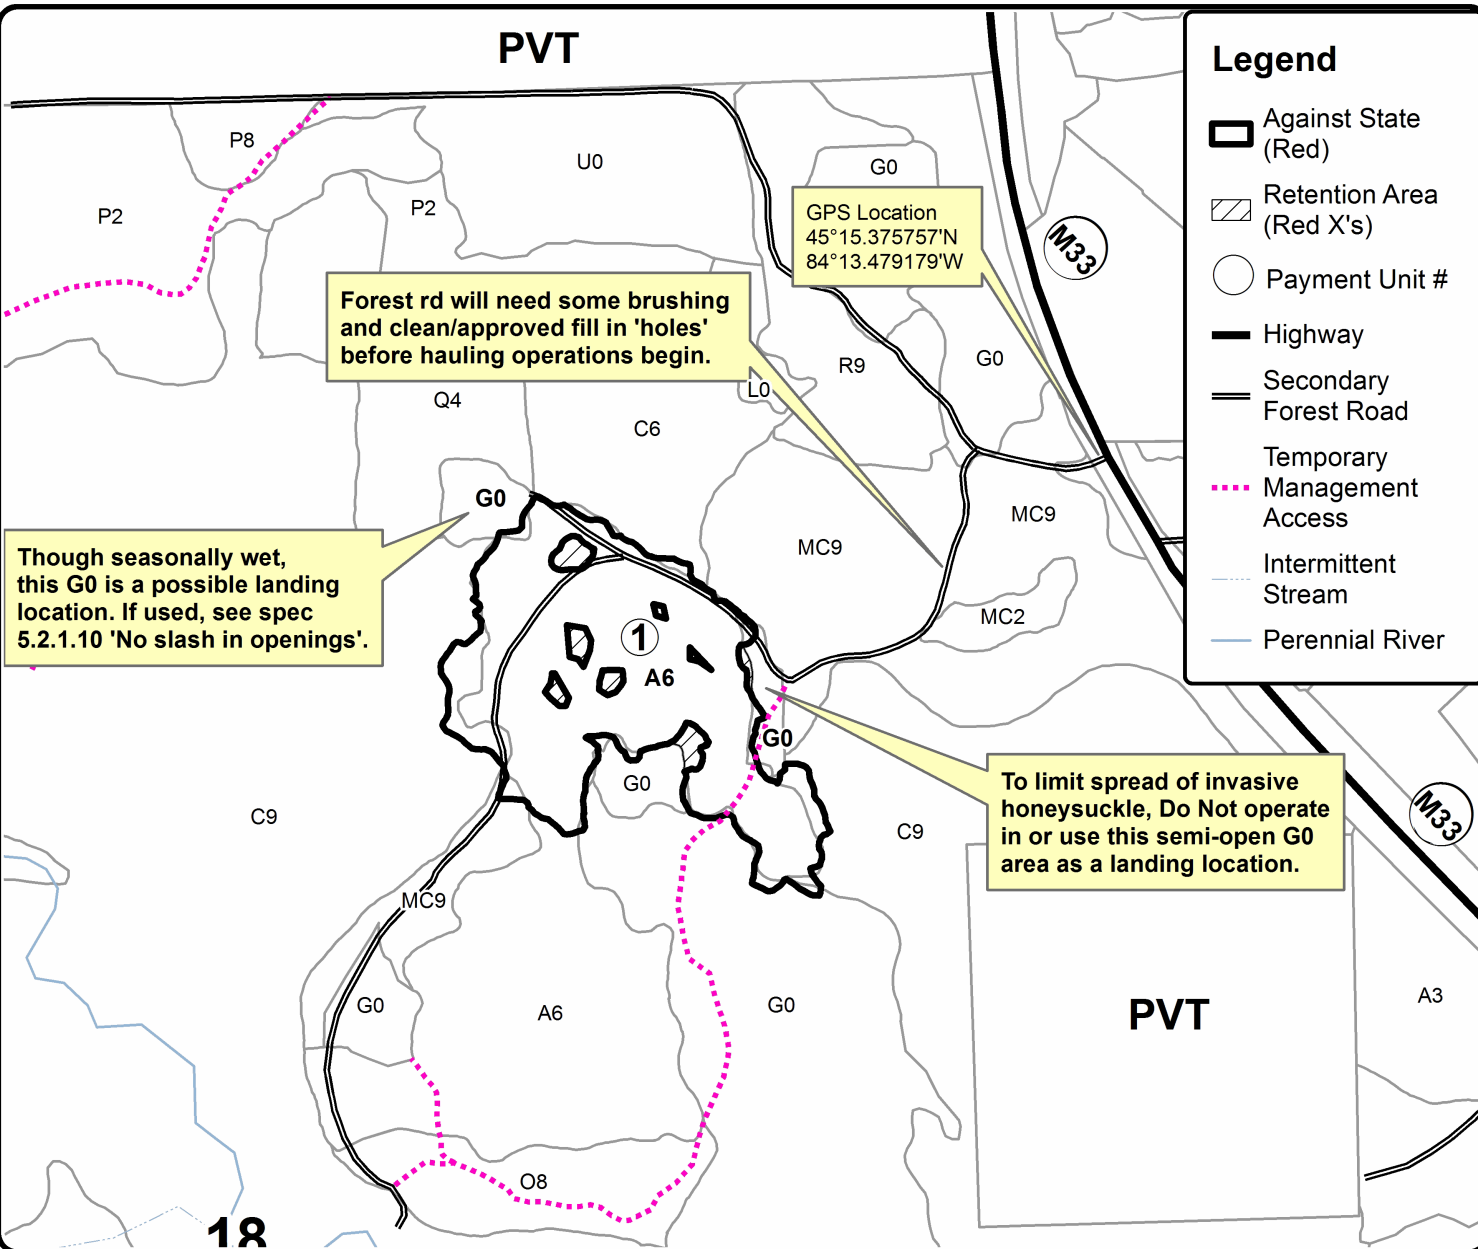 PVT
Legend
Against State
(Red)
Retention Area
(Red X's)
Payment Unit #
Highway
Secondary
Forest Road
Temporary
Management
Access
Intermittent
Stream
Perennial River
P8
U0
G0
P2
P2
GPS Location
45°15.375757'N
84°13.479179'W
M33
Forest rd will need some brushing
and clean/approved fill in 'holes'
before hauling operations begin.
R9
G0
L0
Q4
C6
G0
MC9
MC9
Though seasonally wet,
this G0 is a possible landing
location. If used, see spec
5.2.1.10 'No slash in openings'.
MC2
1
A6
G0
G0
To limit spread of invasive
honeysuckle, Do Not operate
in or use this semi-open G0
area as a landing location.
M33
C9
C9
MC9
G0
A6
G0
PVT
A3
O8
18